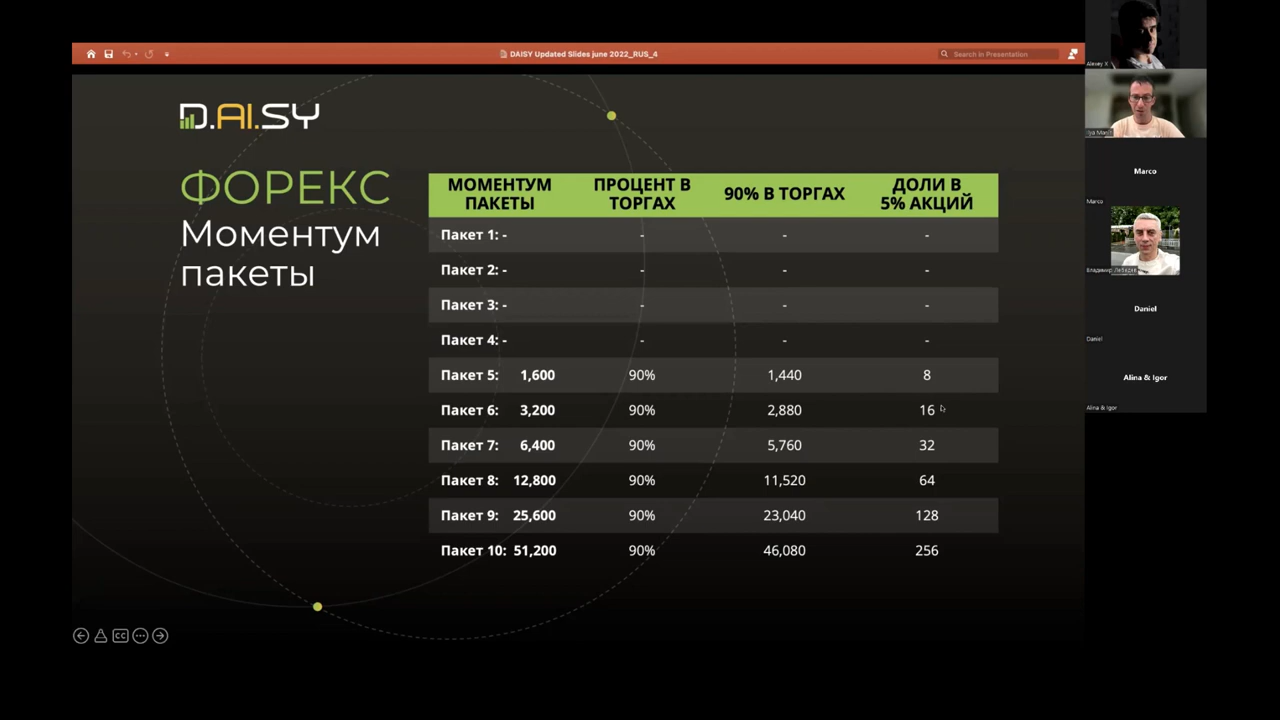 DAISY Updated Slides june 2022_RUS_4
Search in Presentation
D.AI.SY
ФОРЕКС
Моментум
пакеты
МОМЕНТУМ ПАКЕТЫ ПРОЦЕНТ В ТОРГАХ 90% В ТОРГАХ ДОЛИ В 5% АКЦИЙ
Пакет 1: - - - -
Пакет 2: - - - -
Пакет 3: - - - -
Пакет 4: - - - -
Пакет 5: 1,600 90% 1,440 8
Пакет 6: 3,200 90% 2,880 16
Пакет 7: 6,400 90% 5,760 32
Пакет 8: 12,800 90% 11,520 64
Пакет 9: 25,600 90% 23,040 128
Пакет 10: 51,200 90% 46,080 256
CC
Alexey X
Marco
Marco
Владимир Лебедев
Daniel
Daniel
Alina & Igor
Alina & Igor